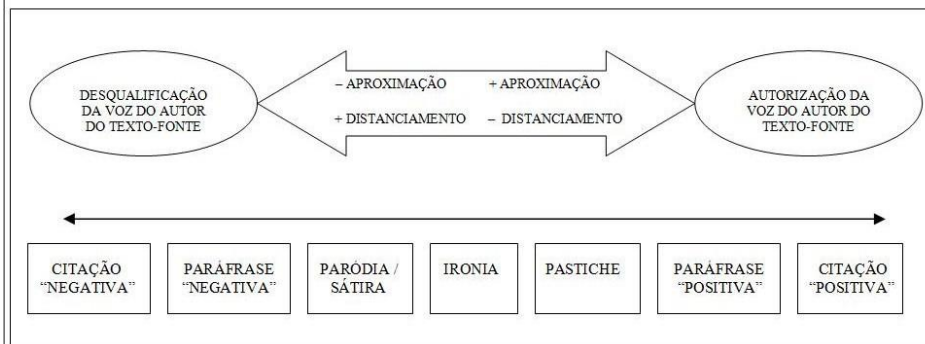 DESQUALIFICAÇÃO
DA VOZ DO AUTOR
DO TEXTO-FONTE
– APROXIMAÇÃO + APROXIMAÇÃO
+ DISTANCIAMENTO – DISTANCIAMENTO
AUTORIZAÇÃO DA
VOZ DO AUTOR DO
TEXTO-FONTE
CITAÇÃO
“NEGATIVA”
PARÁFRASE
“NEGATIVA”
PARÓDIA /
SÁTIRA
IRONIA
PASTICHE
PARÁFRASE
“POSITIVA”
CITAÇÃO
“POSITIVA”